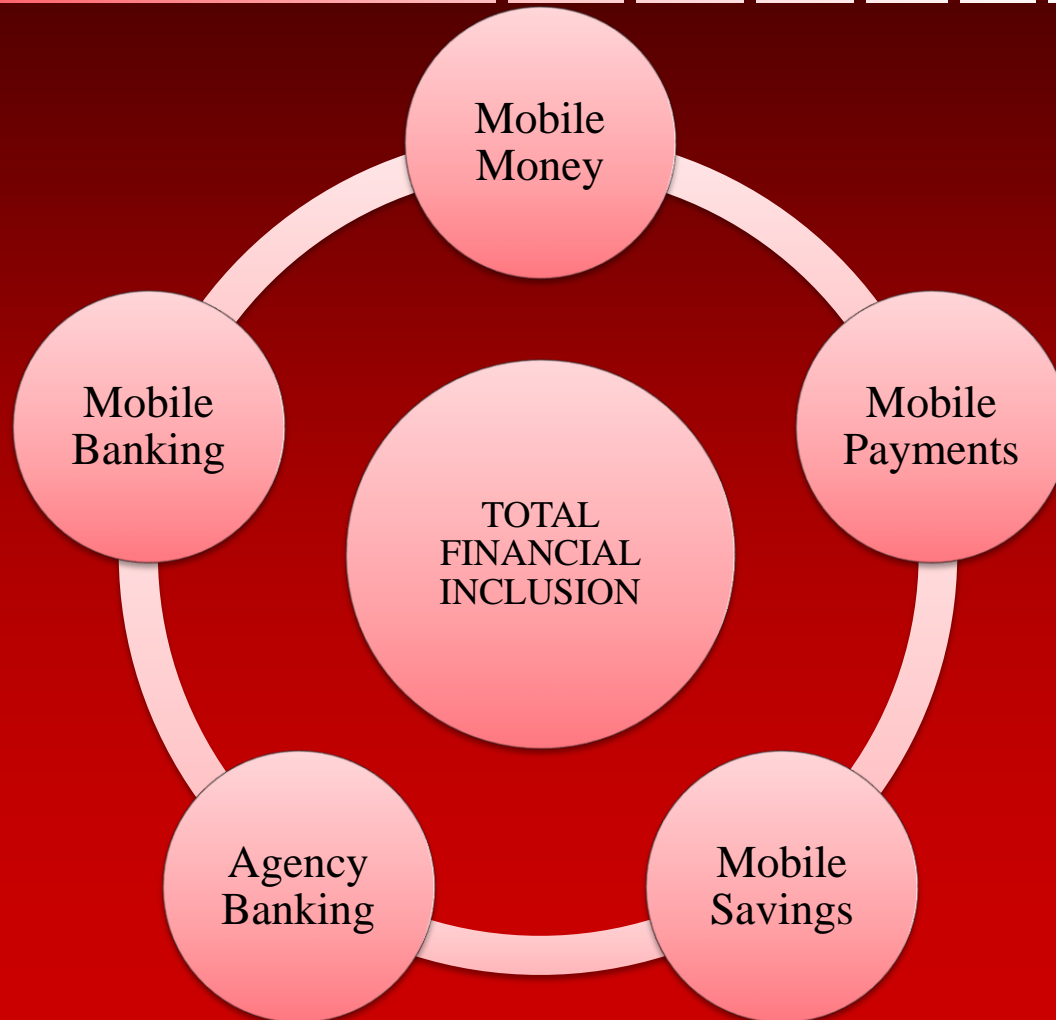 Mobile
Money
Mobile
Banking
Mobile
Payments
TOTAL
FINANCIAL
INCLUSION
Agency
Banking
Mobile
Savings